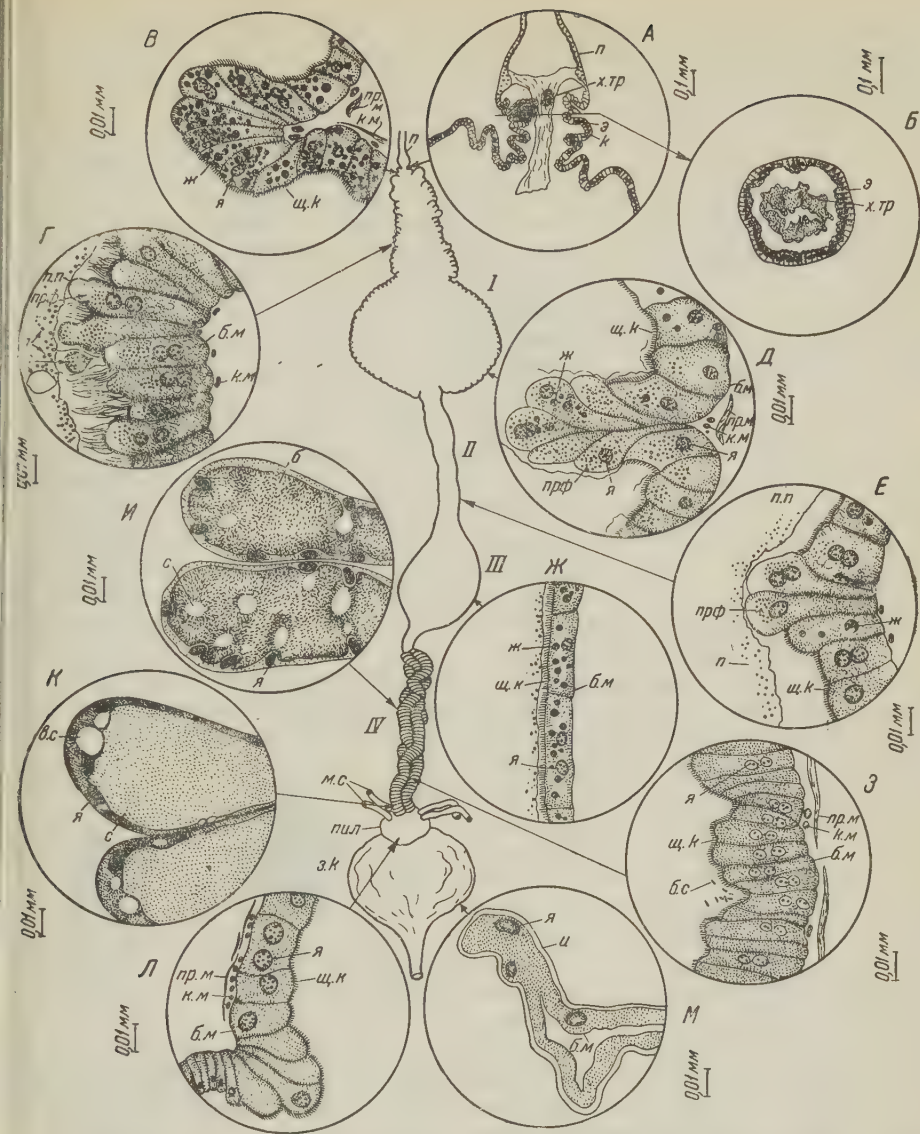 В
0,01 мм
пр.м
к.м.
ж
я
щ.к
п
А
п
х.тр
э
к
0,1 мм
0,1 мм
Б
э
х.тр
Г
п.п
пр.ф
б.м
к.м
I
щ.к
Д
ж
б.м
0,01 мм
пр.м
к.м.
я
прф
я
II
И
б
с
0,01 мм
я
III
Ж
ж
щ.к
б.м
я
п.п
Е
прф
ж
п
щ.к
0,01 мм
К
в.с
я
с
0,01 мм
IV
м.с
пил
з.к
З
я
пр.м
к.м
щ.к
б.м
б.с
0,01 мм
Л
пр.м
к.м
я
щ.к
б.м
0,01 мм
я
и
М
б.м
0,01 мм